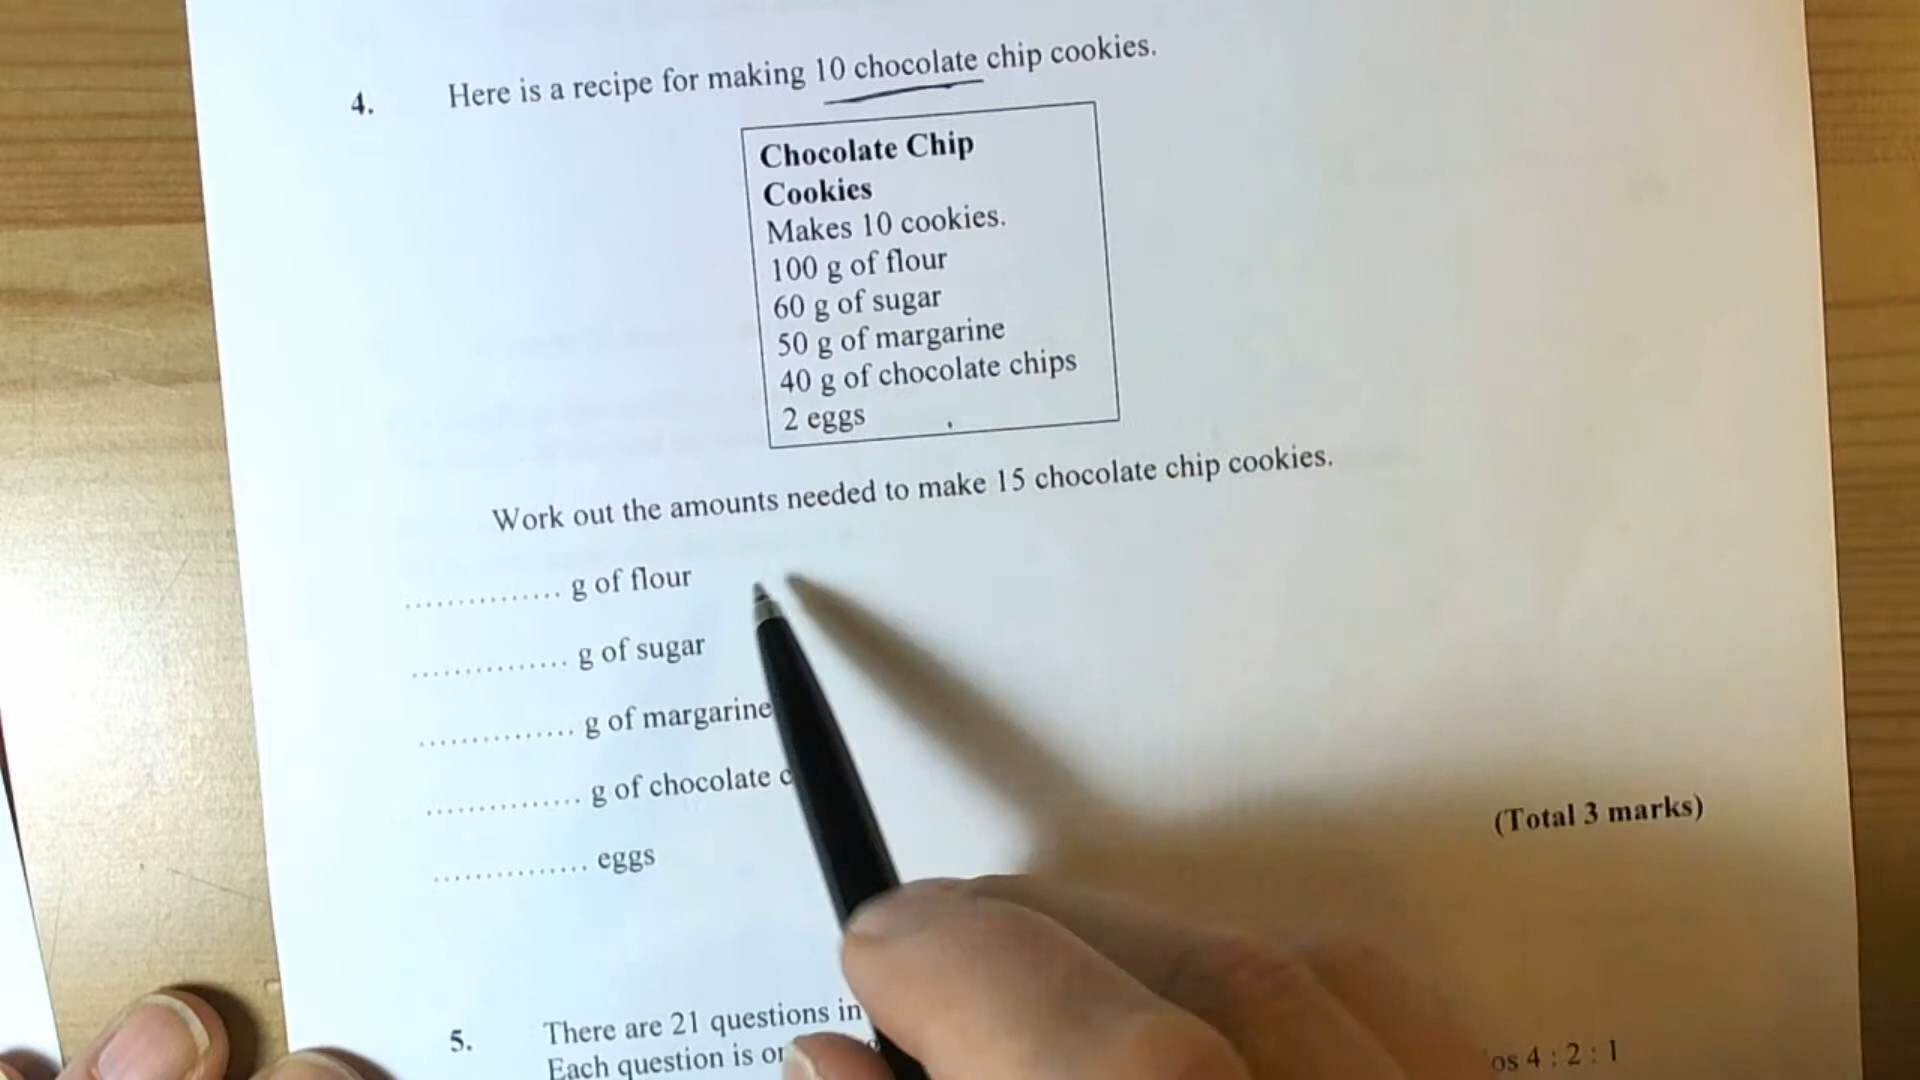 4. Here is a recipe for making 10 chocolate chip cookies.
Chocolate Chip
Cookies
Makes 10 cookies.
100 g of flour
60 g of sugar
50 g of margarine
40 g of chocolate chips
2 eggs
Work out the amounts needed to make 15 chocolate chip cookies.
............... g of flour
............... g of sugar
............... g of margarine
............... g of chocolate
............... eggs
(Total 3 marks)
5. There are 21 questions in
Each question is
4 : 2 : 1